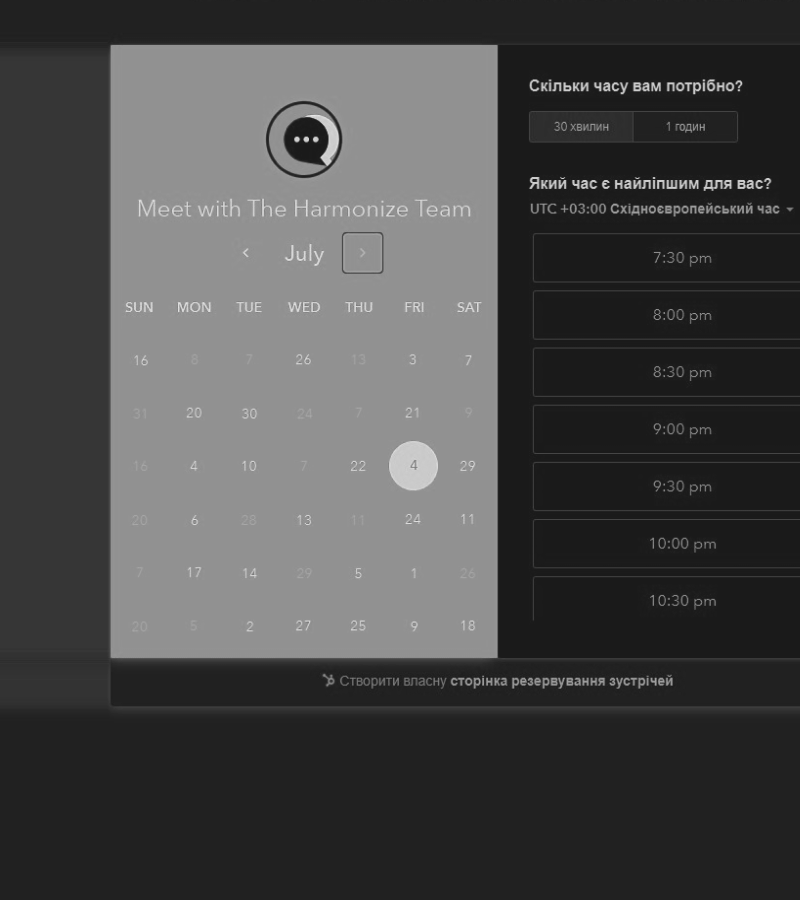 Meet with The Harmonize Team
July
SUN MON TUE WED THU FRI SAT
16 8 7 26 13 3 7
31 20 30 24 7 21 9
16 4 10 7 22 4 29
20 6 28 13 11 24 11
7 17 14 29 5 1 26
20 5 2 27 25 9 18
Скільки часу вам потрібно?
30 хвилин 1 годин
Який час є найліпшим для вас?
UTC +03:00 Східноєвропейський час
7:30 pm
8:00 pm
8:30 pm
9:00 pm
9:30 pm
10:00 pm
10:30 pm
Створити власну сторінка резервування зустрічей